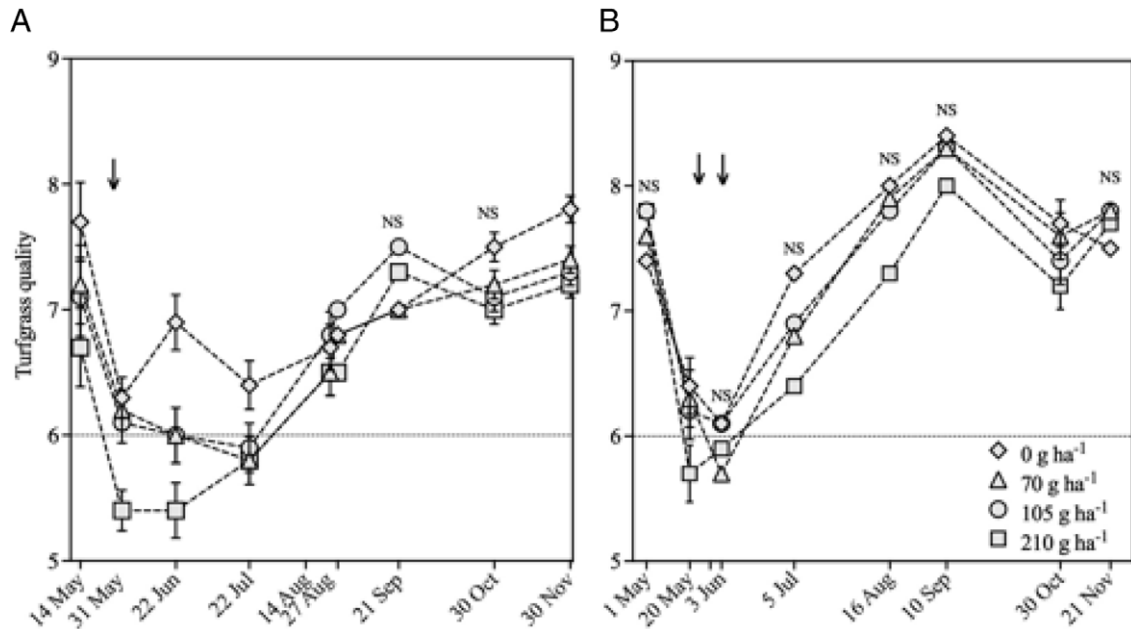 A
B
9
8
7
6
5
Turfgrass quality
NS
NS
14 May
31 May
22 Jun
22 Jul
14 Aug
27 Aug
21 Sep
30 Oct
30 Nov
9
8
7
6
5
NS
NS
NS
NS
NS
NS
0 g ha⁻¹
70 g ha⁻¹
105 g ha⁻¹
210 g ha⁻¹
1 May
20 May
3 Jun
5 Jul
16 Aug
10 Sep
30 Oct
21 Nov